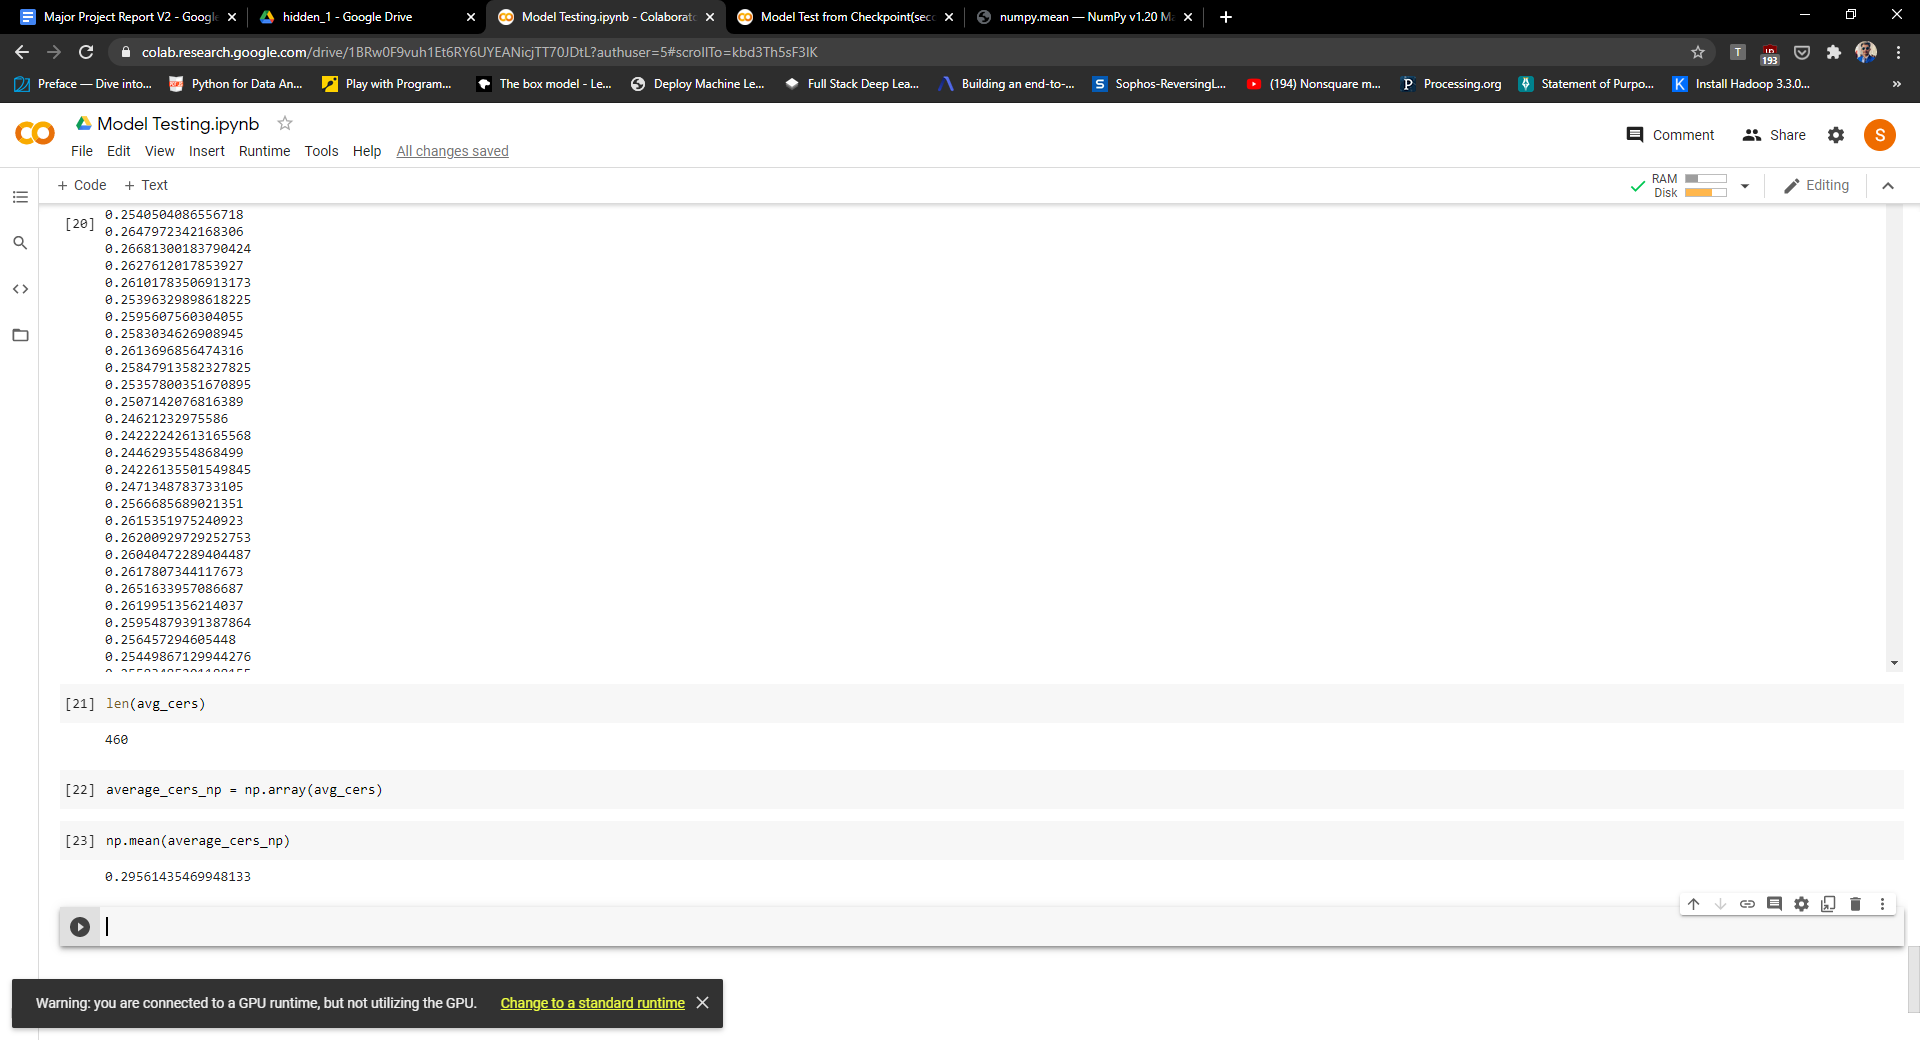 Major Project Report V2 - Google
hidden_1 - Google Drive
Model Testing.ipynb - Colaborato
Model Test from Checkpoint(seco
numpy.mean — NumPy v1.20 Ma
colab.research.google.com/drive/1BRw0F9vuh1Et6RY6UYEANicjTT70JDtL?authuser=5#scrollTo=kbd3Th5sF3IK
T
193
Preface — Dive into...
Python for Data An...
Play with Program...
The box model - Le...
Deploy Machine Le...
Full Stack Deep Lea...
Building an end-to-...
S Sophos-ReversingL...
(194) Nonsquare m...
P Processing.org
Statement of Purpo...
K Install Hadoop 3.3.0...
»
CO
Model Testing.ipynb
Comment
Share
S
File Edit View Insert Runtime Tools Help All changes saved
+ Code + Text
RAM
Disk
Editing
[20]
0.2540504086556718
0.2647972342168306
0.26681300183790424
0.2627612017853927
0.26101783506913173
0.25396329898618225
0.2595607560304055
0.2583034626908945
0.2613696856474316
0.25847913582327825
0.25357800351670895
0.2507142076816389
0.24621232975586
0.24222242613165568
0.2446293554868499
0.24226135501549845
0.2471348783733105
0.2566685689021351
0.2615351975240923
0.26200929729252753
0.26040472289404487
0.2617807344117673
0.2651633957086687
0.2619951356214037
0.25954879391387864
0.256457294605448
0.25449867129944276
[21] len(avg_cers)
460
[22] average_cers_np = np.array(avg_cers)
[23] np.mean(average_cers_np)
0.29561435469948133
Warning: you are connected to a GPU runtime, but not utilizing the GPU. Change to a standard runtime